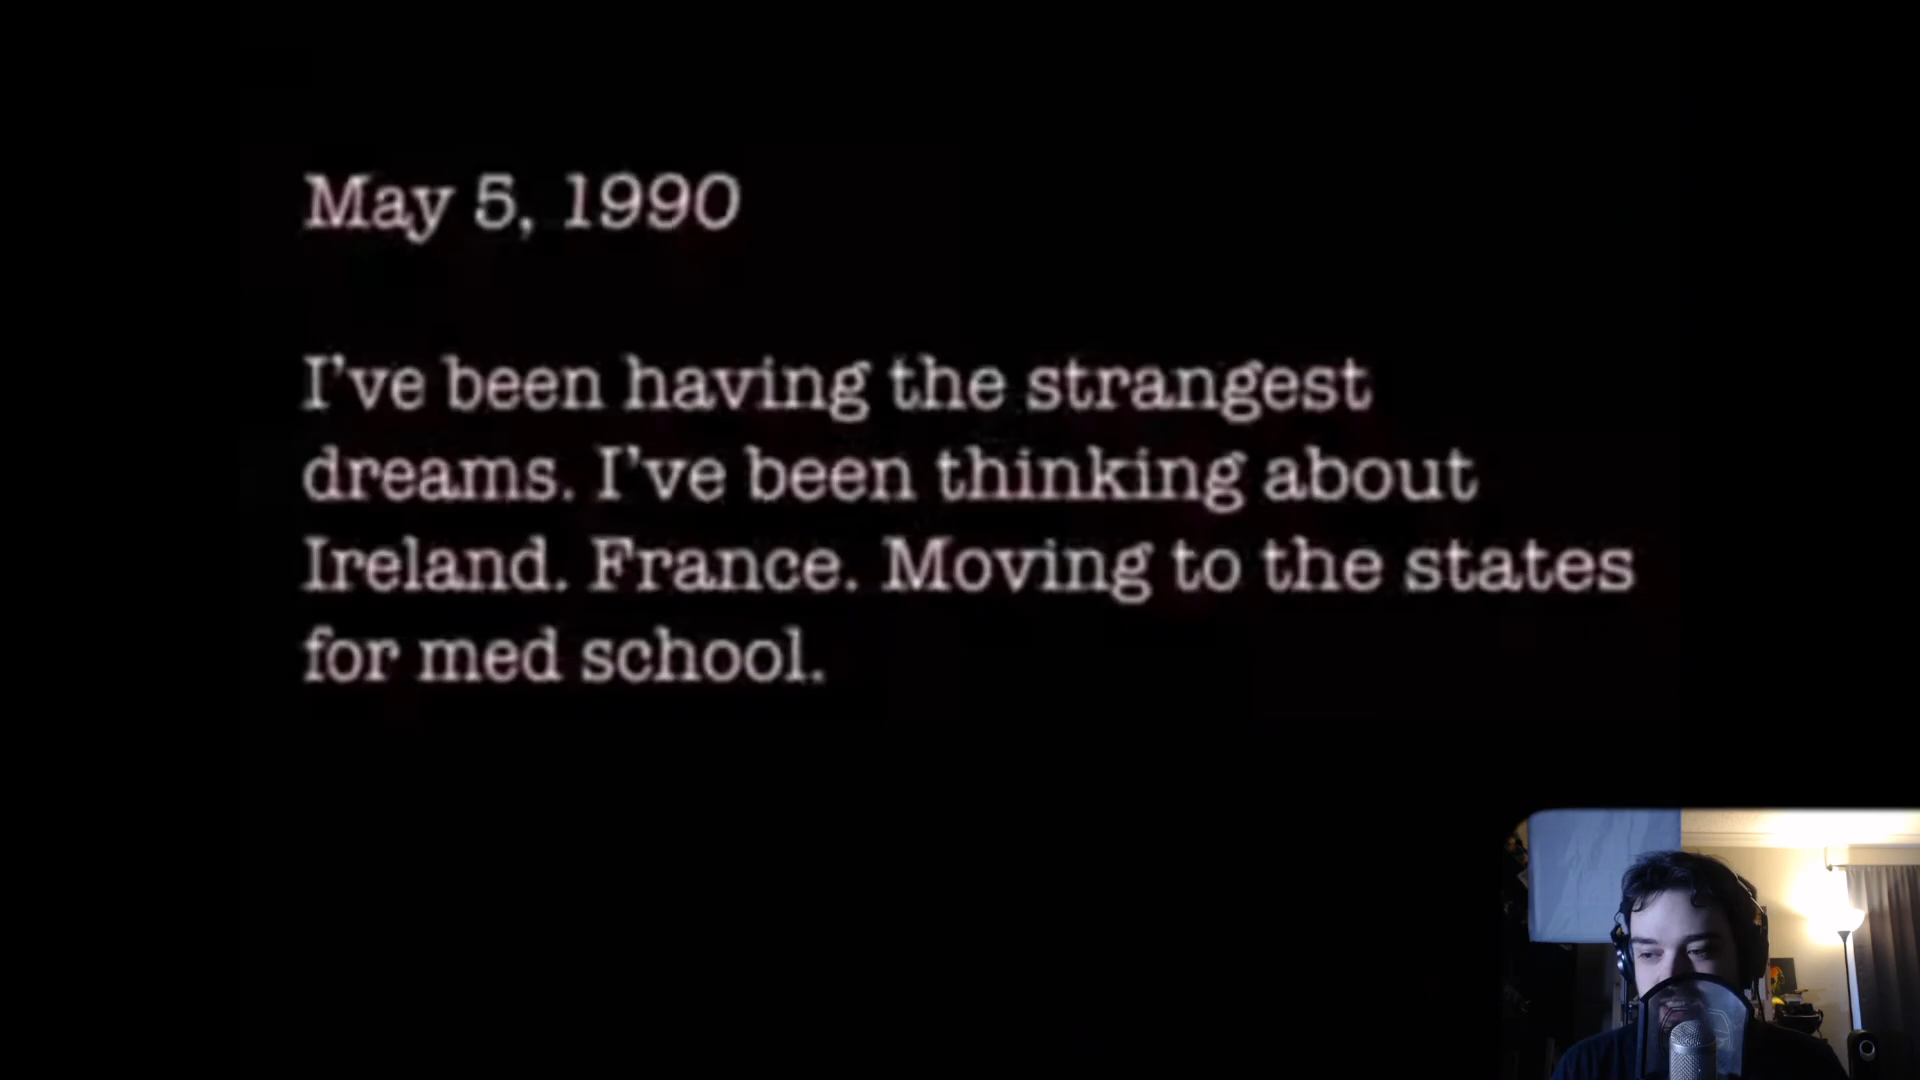 May 5, 1990
I've been having the strangest
dreams. I've been thinking about
Ireland. France. Moving to the states
for med school.